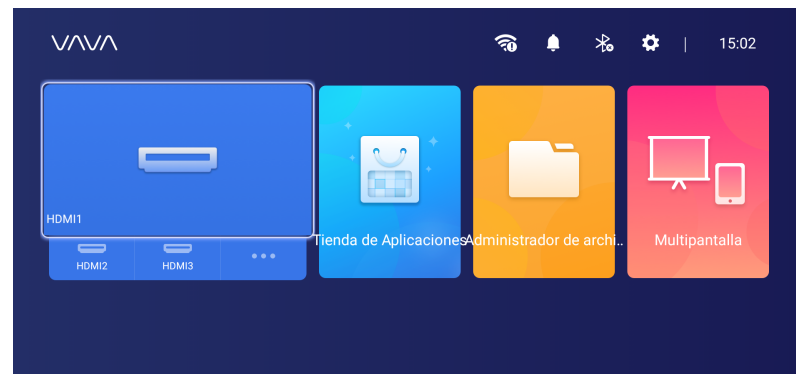 VAVA
15:02
HDMI1
HDMI2
HDMI3
Tienda de Aplicaciones
Administrador de archi..
Multipantalla